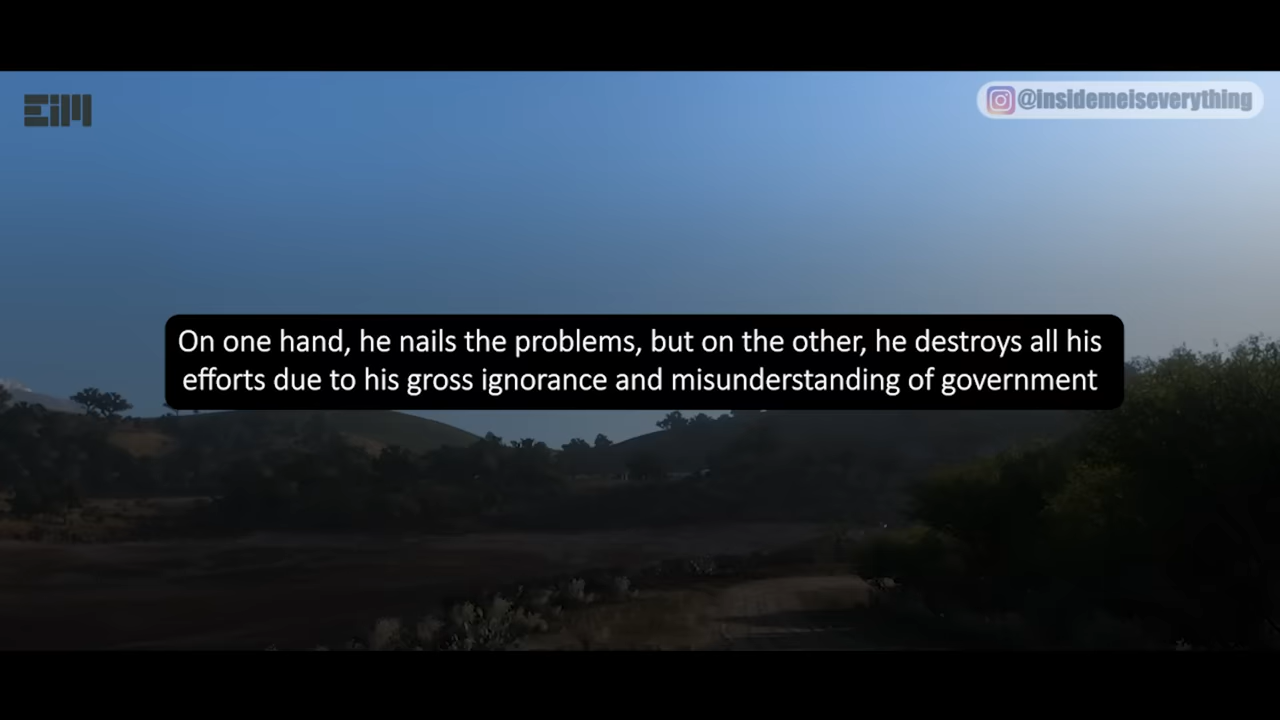 EiM
@insidemeiseverything
On one hand, he nails the problems, but on the other, he destroys all his
efforts due to his gross ignorance and misunderstanding of government